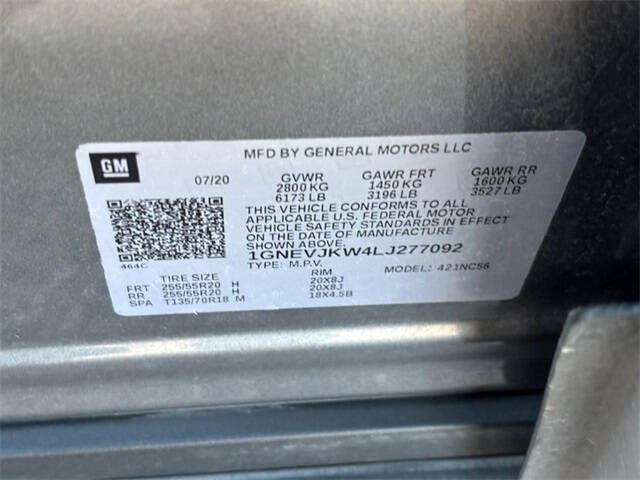 GM
MFD BY GENERAL MOTORS LLC
07/20
GVWR GAWR FRT GAWR RR
2800 KG 1450 KG 1600 KG
6173 LB 3196 LB 3527 LB
THIS VEHICLE CONFORMS TO ALL
APPLICABLE U.S. FEDERAL MOTOR
VEHICLE SAFETY STANDARDS IN EFFECT
ON THE DATE OF MANUFACTURE
SHOWN ABOVE.
1GNEVJKW4LJ277092
464C
TYPE: M.P.V. MODEL: 421NC56
TIRE SIZE RIM
FRT 255/55R20 H 20X8J
RR 255/55R20 H 20X8J
SPA T135/70R18 M 18X4.5B